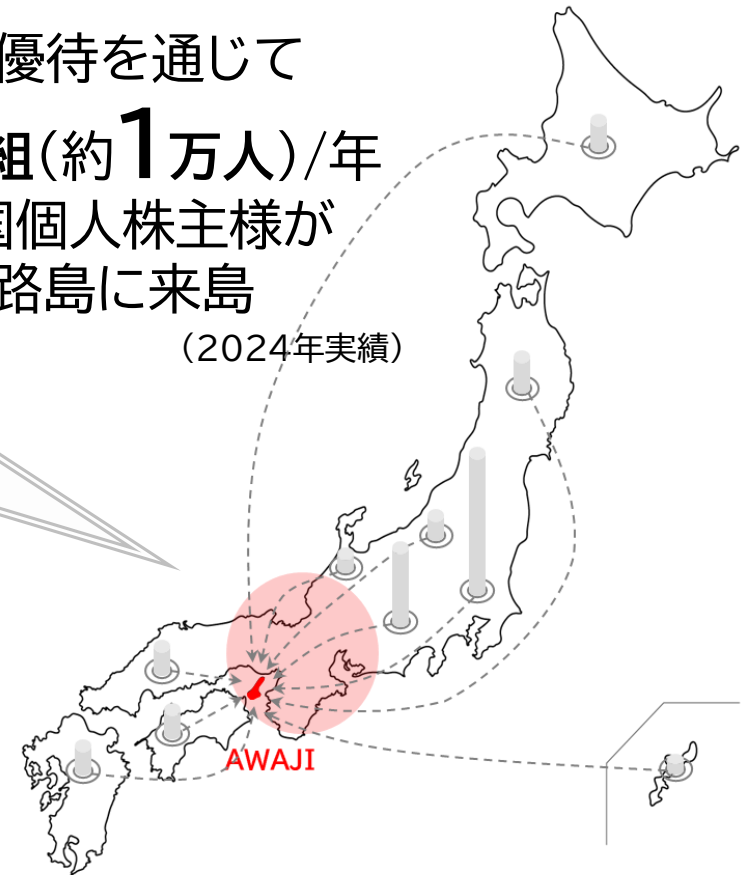 優待を通じて
組(約1万人)/年
国個人株主様が
路島に来島
（2024年実績）
AWAJI